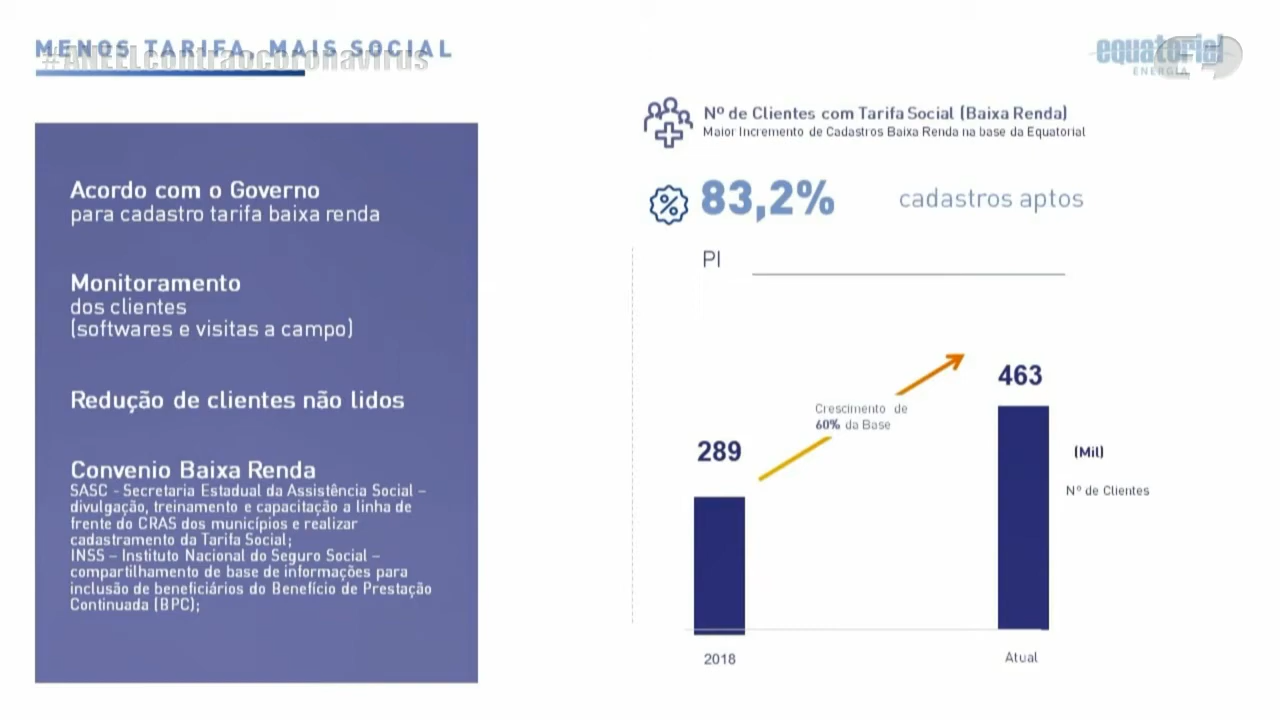 MENOS TARIFA, MAIS SOCIAL
#ANEELcontraocoronavirus
equatorial
ENERGIA
Acordo com o Governo
para cadastro tarifa baixa renda
Monitoramento
dos clientes
(softwares e visitas a campo)
Redução de clientes não lidos
Convenio Baixa Renda
SASC - Secretaria Estadual da Assistência Social –
divulgação, treinamento e capacitação a linha de
frente do CRAS dos municípios e realizar
cadastramento da Tarifa Social;
INSS – Instituto Nacional do Seguro Social –
compartilhamento de base de informações para
inclusão de beneficiários do Benefício de Prestação
Continuada (BPC);
Nº de Clientes com Tarifa Social (Baixa Renda)
Maior Incremento de Cadastros Baixa Renda na base da Equatorial
83,2% cadastros aptos
PI
463
Crescimento de
60% da Base
289
(Mil)
Nº de Clientes
2018
Atual